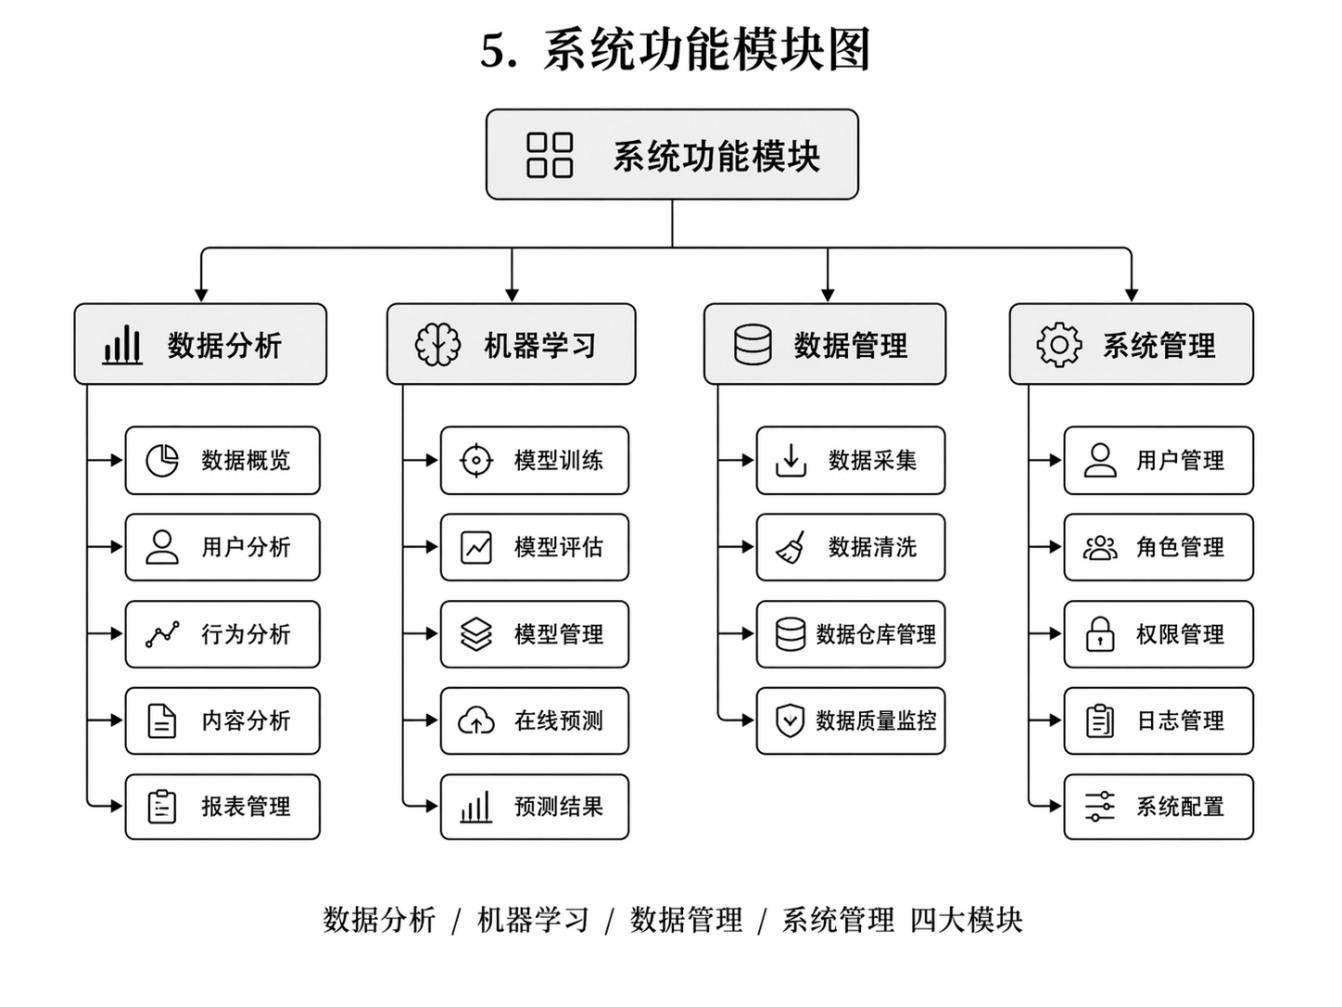 5. 系统功能模块图
系统功能模块
数据分析
数据概览
用户分析
行为分析
内容分析
报表管理
机器学习
模型训练
模型评估
模型管理
在线预测
预测结果
数据管理
数据采集
数据清洗
数据仓库管理
数据质量监控
系统管理
用户管理
角色管理
权限管理
日志管理
系统配置
数据分析 / 机器学习 / 数据管理 / 系统管理 四大模块